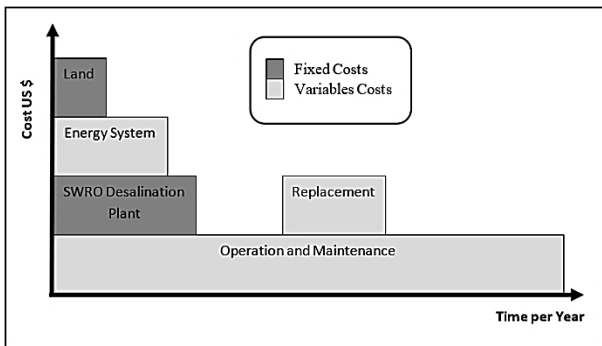 Cost US $
Land
Energy System
SWRO Desalination
Plant
Replacement
Operation and Maintenance
Fixed Costs
Variables Costs
Time per Year